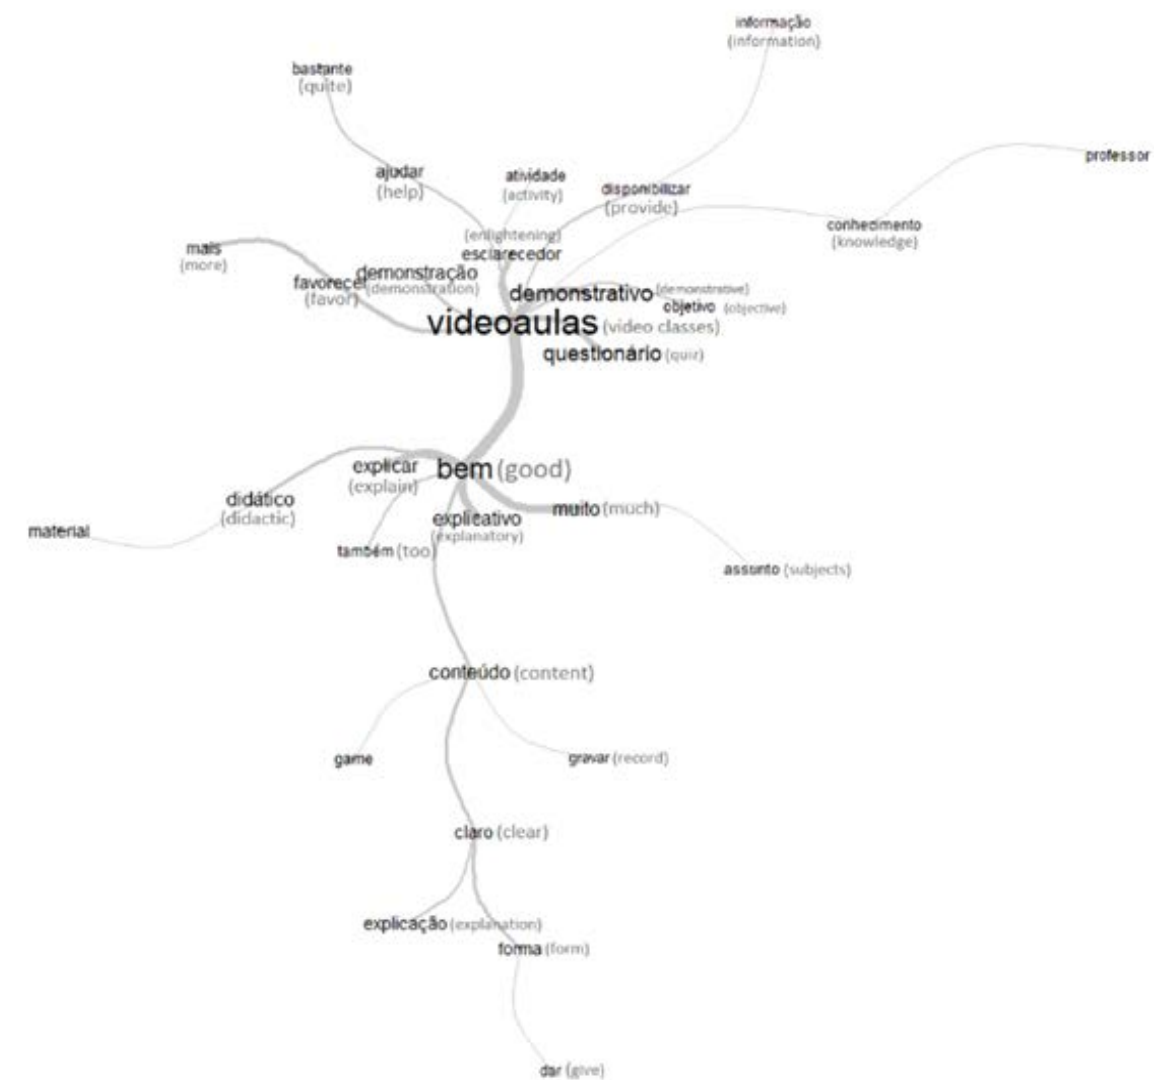 informação
(information)
bastante
(quite)
professor
ajudar
(help)
atividade
(activity)
disponibilizar
(provide)
conhecimento
(knowledge)
(enlightening)
esclarecedor
mais
(more)
favorecer
(favor)
demonstração
(demonstration)
demonstrativo (demonstrative)
objetivo (objective)
videoaulas (video classes)
questionário (quir)
explicar
(explain)
bem (good)
didático
(didactic)
material
muito (much)
explicativo
(explanatory)
também (too)
assunto (subjects)
conteúdo (content)
game
gravar (record)
claro (clear)
explicação (explanation)
forma (form)
dar (give)